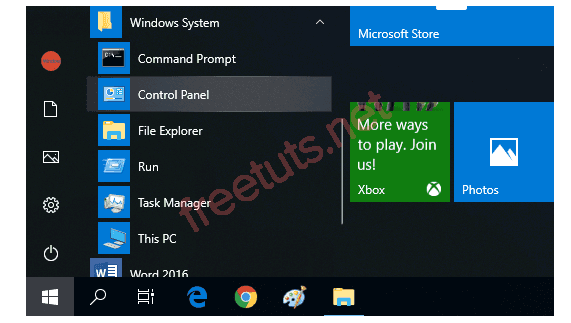 Windows System
Command Prompt
Control Panel
File Explorer
Run
Task Manager
This PC
Word 2016
Microsoft Store
More ways
to play. Join
us!
Xbox
Photos
freetuts.net